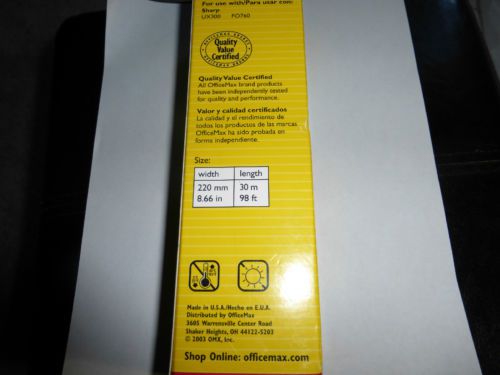 For use with/Para usar con:
Sharp
UX300 FO760
OFFICEMAX BRANDS
Quality
Value
Certified
OFFICEMAX BRANDS
Quality Value Certified
All OfficeMax brand products
have been independently tested
for quality and performance.
Valor y calidad certificados
La calidad y el rendimiento de
todos los productos de las marcas
OfficeMax ha sido probada en
forma independiente.
Size:
width length
220 mm 30 m
8.66 in 98 ft
Made in U.S.A./Hecho en E.U.A.
Distributed by OfficeMax
3605 Warrensville Center Road
Shaker Heights, OH 44122-5203
© 2003 OMX, Inc.
Shop Online: officemax.com